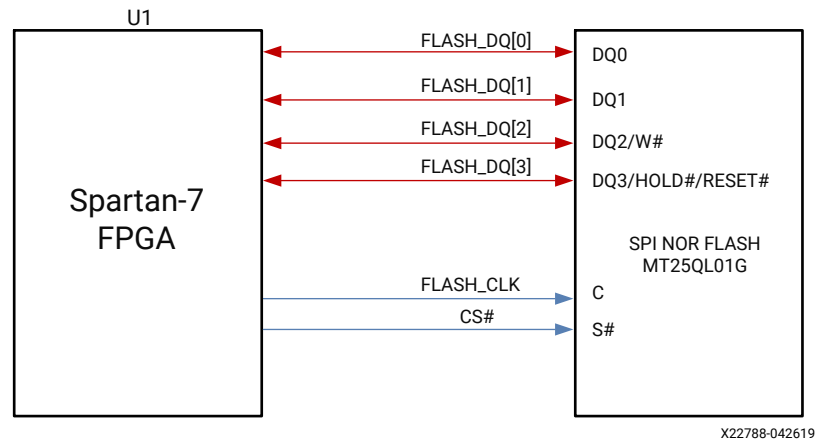 U1
FLASH_DQ[0]
DQ0
FLASH_DQ[1]
DQ1
FLASH_DQ[2]
DQ2/W#
FLASH_DQ[3]
DQ3/HOLD#/RESET#
Spartan-7
FPGA
SPI NOR FLASH
MT25QL01G
FLASH_CLK
C
CS#
S#
X22788-042619